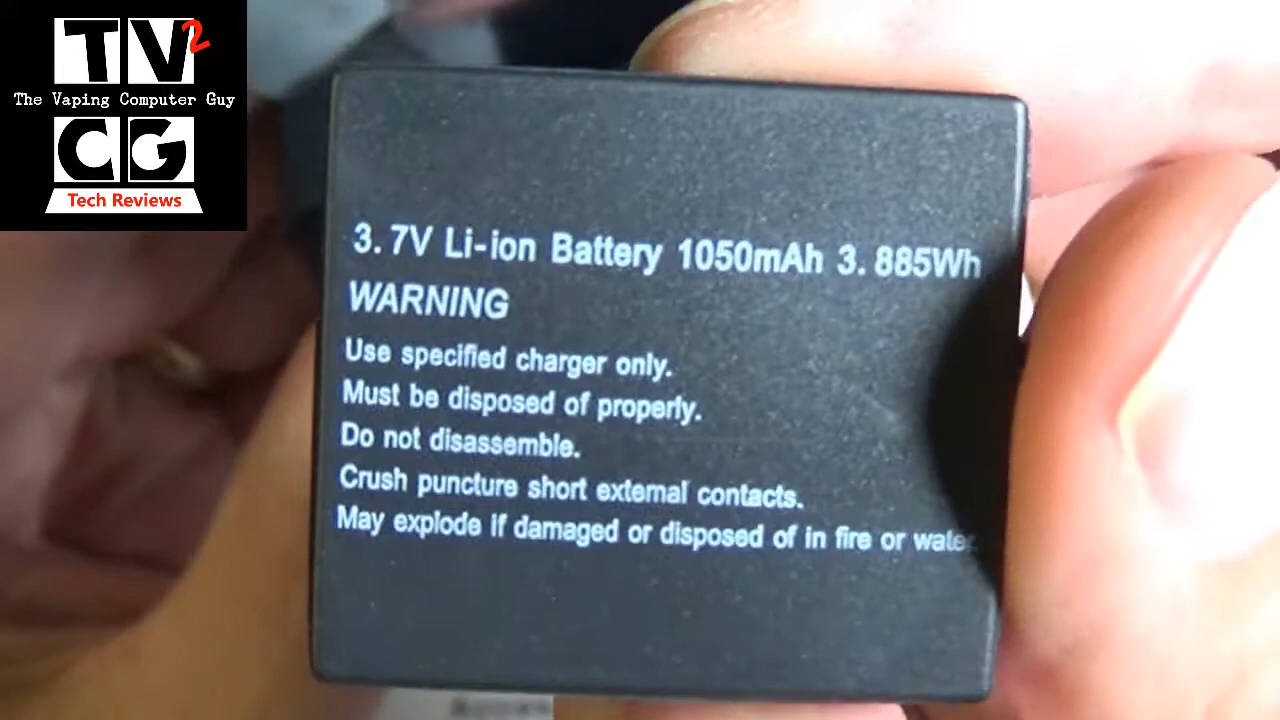 TV2
The Vaping Computer Guy
CG
Tech Reviews
3.7V Li-ion Battery 1050mAh 3.885Wh
WARNING
Use specified charger only.
Must be disposed of properly.
Do not disassemble.
Crush puncture short external contacts.
May explode if damaged or disposed of in fire or water